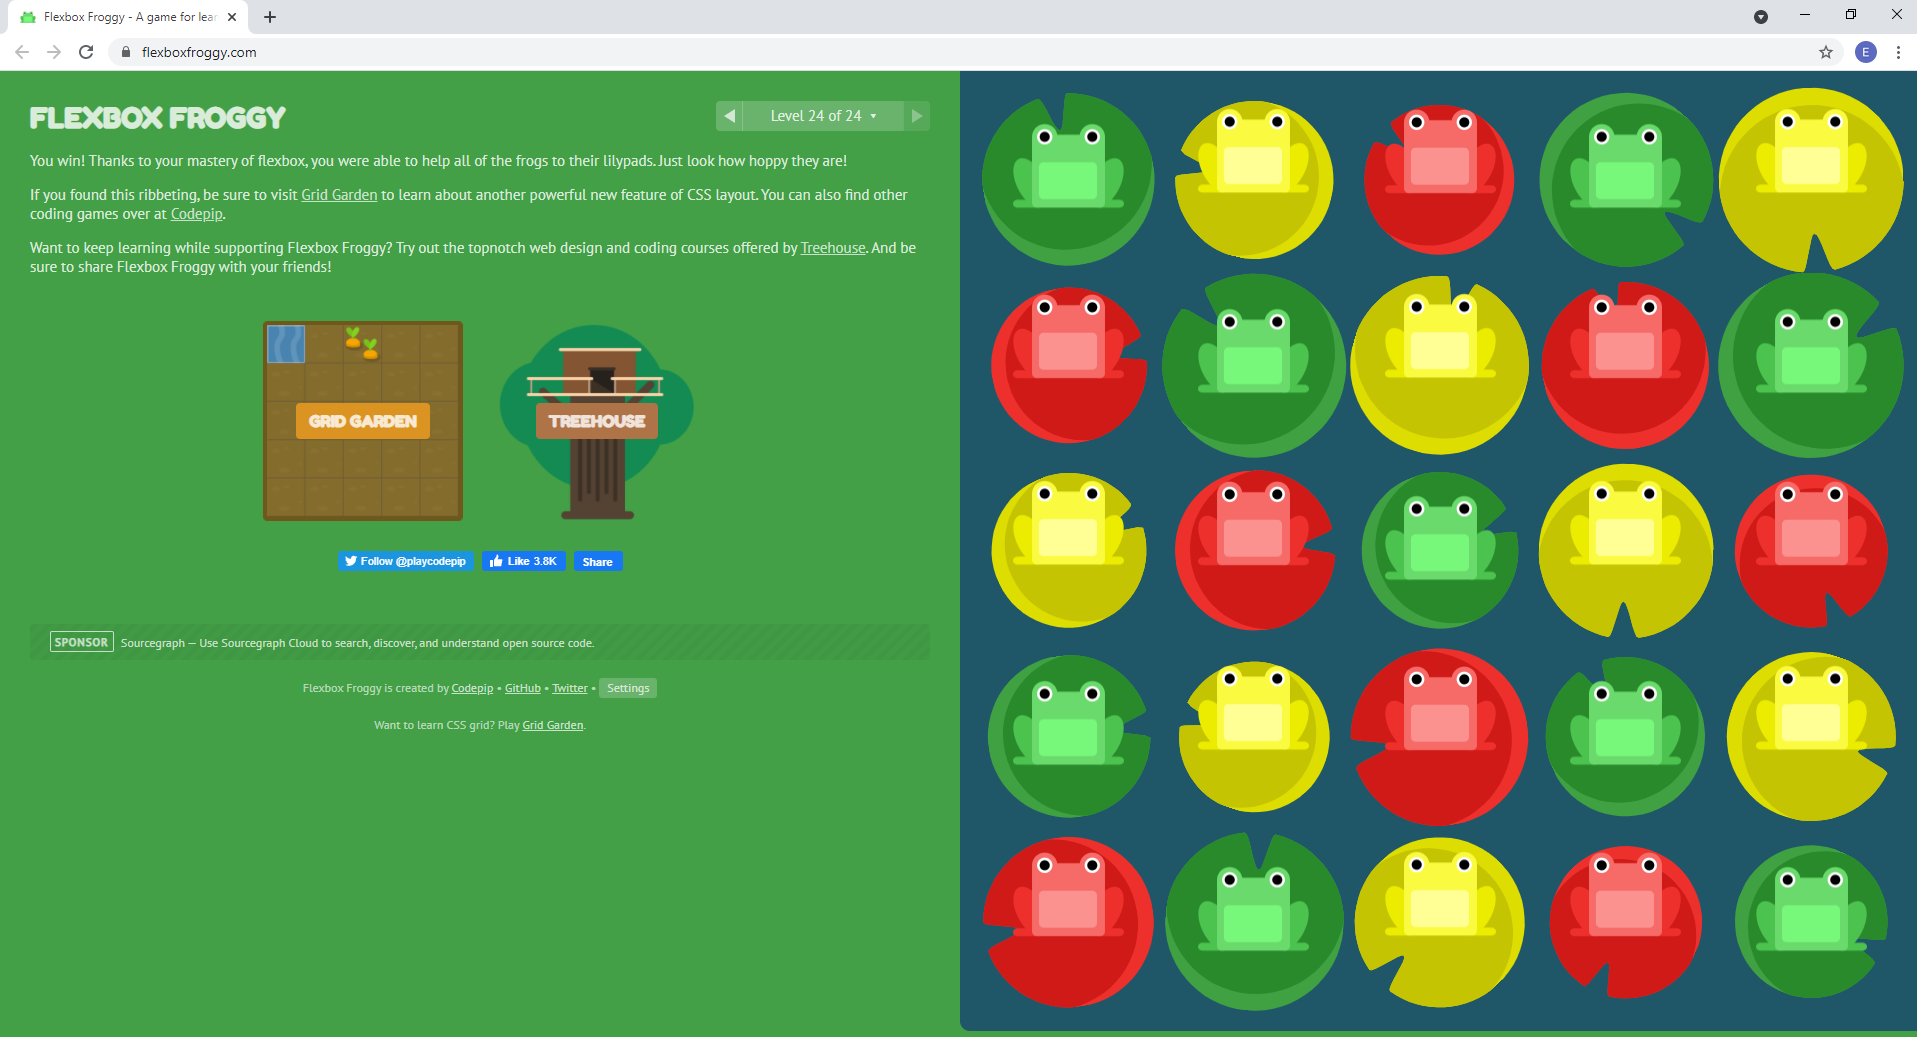 Flexbox Froggy - A game for lear
flexboxfroggy.com
E
FLEXBOX FROGGY
Level 24 of 24
You win! Thanks to your mastery of flexbox, you were able to help all of the frogs to their lilypads. Just look how hoppy they are!
If you found this ribbeting, be sure to visit Grid Garden to learn about another powerful new feature of CSS layout. You can also find other
coding games over at Codepip.
Want to keep learning while supporting Flexbox Froggy? Try out the topnotch web design and coding courses offered by Treehouse. And be
sure to share Flexbox Froggy with your friends!
GRID GARDEN
TREEHOUSE
Follow @playcodepip
Like 3.8K
Share
SPONSOR Sourcegraph — Use Sourcegraph Cloud to search, discover, and understand open source code.
Flexbox Froggy is created by Codepip • GitHub • Twitter • Settings
Want to learn CSS grid? Play Grid Garden.